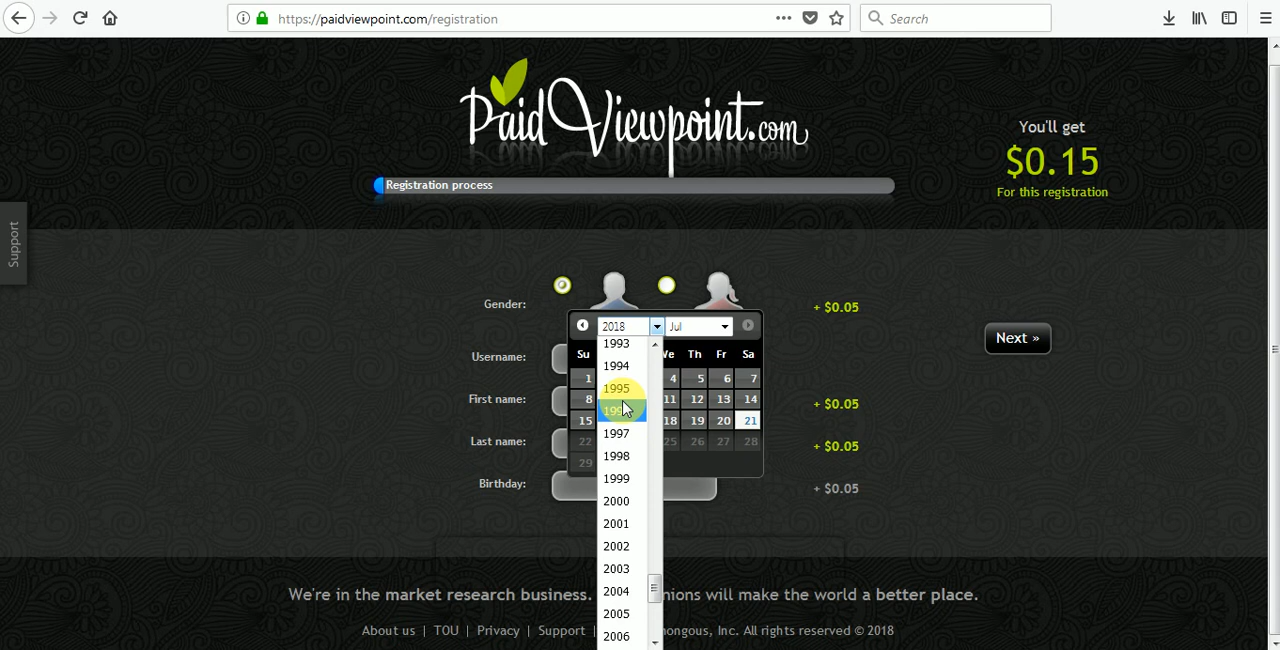 https://paidviewpoint.com/registration
Search
PaidViewpoint.com
You'll get
$0.15
For this registration
Registration process
Support
Gender:
+ $0.05
2018
Jul
Next »
Su We Th Fr Sa
1 4 5 6 7
8 11 12 13 14
15 18 19 20 21
22 25 26 27 28
29
1993
1994
1995
1997
1998
1999
2000
2001
2002
2003
2004
2005
2006
Username:
First name:
+ $0.05
Last name:
+ $0.05
Birthday:
+ $0.05
We're in the market research business. will make the world a better place.
About us | TOU | Privacy | Support | Inc. All rights reserved © 2018